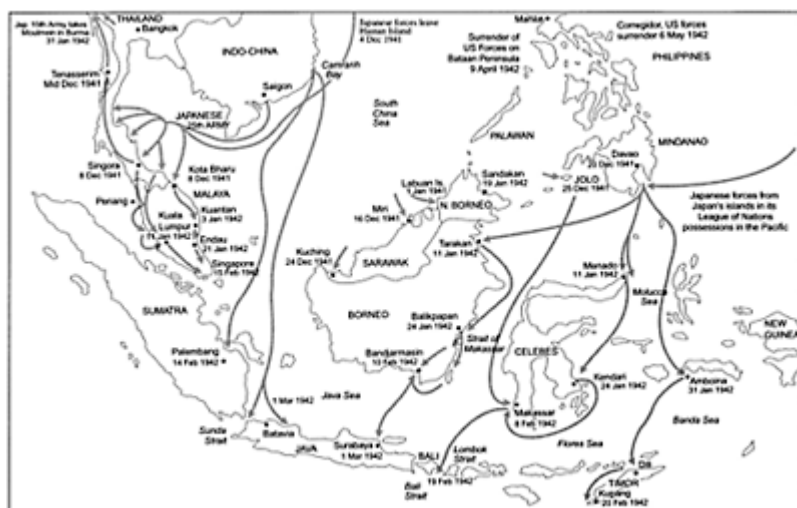 Jap. 15th Army takes
Moulmein in Burma
31 Jan 1942
THAILAND
Bangkok
INDO-CHINA
Japanese forces leave
Hainan Island
4 Dec 1941
Camranh
Bay
Manila
Corregidor, US forces
surrender 6 May 1942
Surrender of
US Forces on
Bataan Peninsula
9 April 1942
PHILIPPINES
Tenasserim
Mid Dec 1941
Saigon
South
China
Sea
JAPANESE
25th ARMY
PALAWAN
MINDANAO
Davao
20 Dec 1941
Singora
8 Dec 1941
Kota Bharu
8 Dec 1941
MALAYA
Penang
Kuantan
3 Jan 1942
Kuala
Lumpur
11 Jan 1942
Endau
21 Jan 1942
Singapore
15 Feb 1942
Labuan Is.
Sandakan
19 Jan 1942
N. BORNEO
JOLO
25 Dec 1941
Japanese forces from
Japan's islands in its
League of Nations
possessions in the Pacific
Miri
16 Dec 1941
Kuching
24 Dec 1941
SARAWAK
Tarakan
11 Jan 1942
Menado
11 Jan 1942
Molucca
Sea
SUMATRA
BORNEO
Balikpapan
24 Jan 1942
Strait of
Makassar
CELEBES
NEW
GUINEA
Palembang
14 Feb 1942
Bandjarmasin
10 Feb 1942
Kendari
24 Jan 1942
Amboina
31 Jan 1942
1 Mar 1942
Java Sea
Makassar
8 Feb 1942
Banda Sea
Sunda
Strait
Batavia
JAVA
Surabaya
1 Mar 1942
BALI
Lombok
Strait
Flores Sea
Bali
Strait
19 Feb 1942
Dili
TIMOR
20 Feb 1942